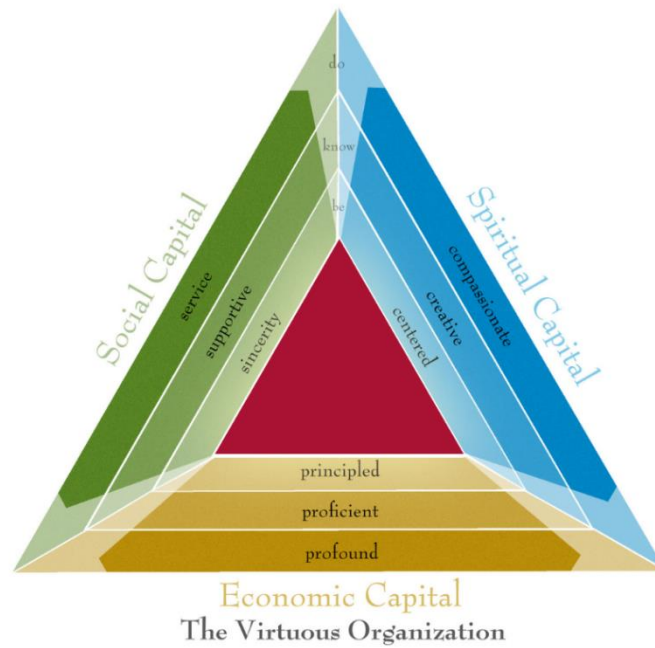 do
know
be
Social Capital
service
supportive
sincerity
Spiritual Capital
compassionate
creative
centered
principled
proficient
profound
Economic Capital
The Virtuous Organization